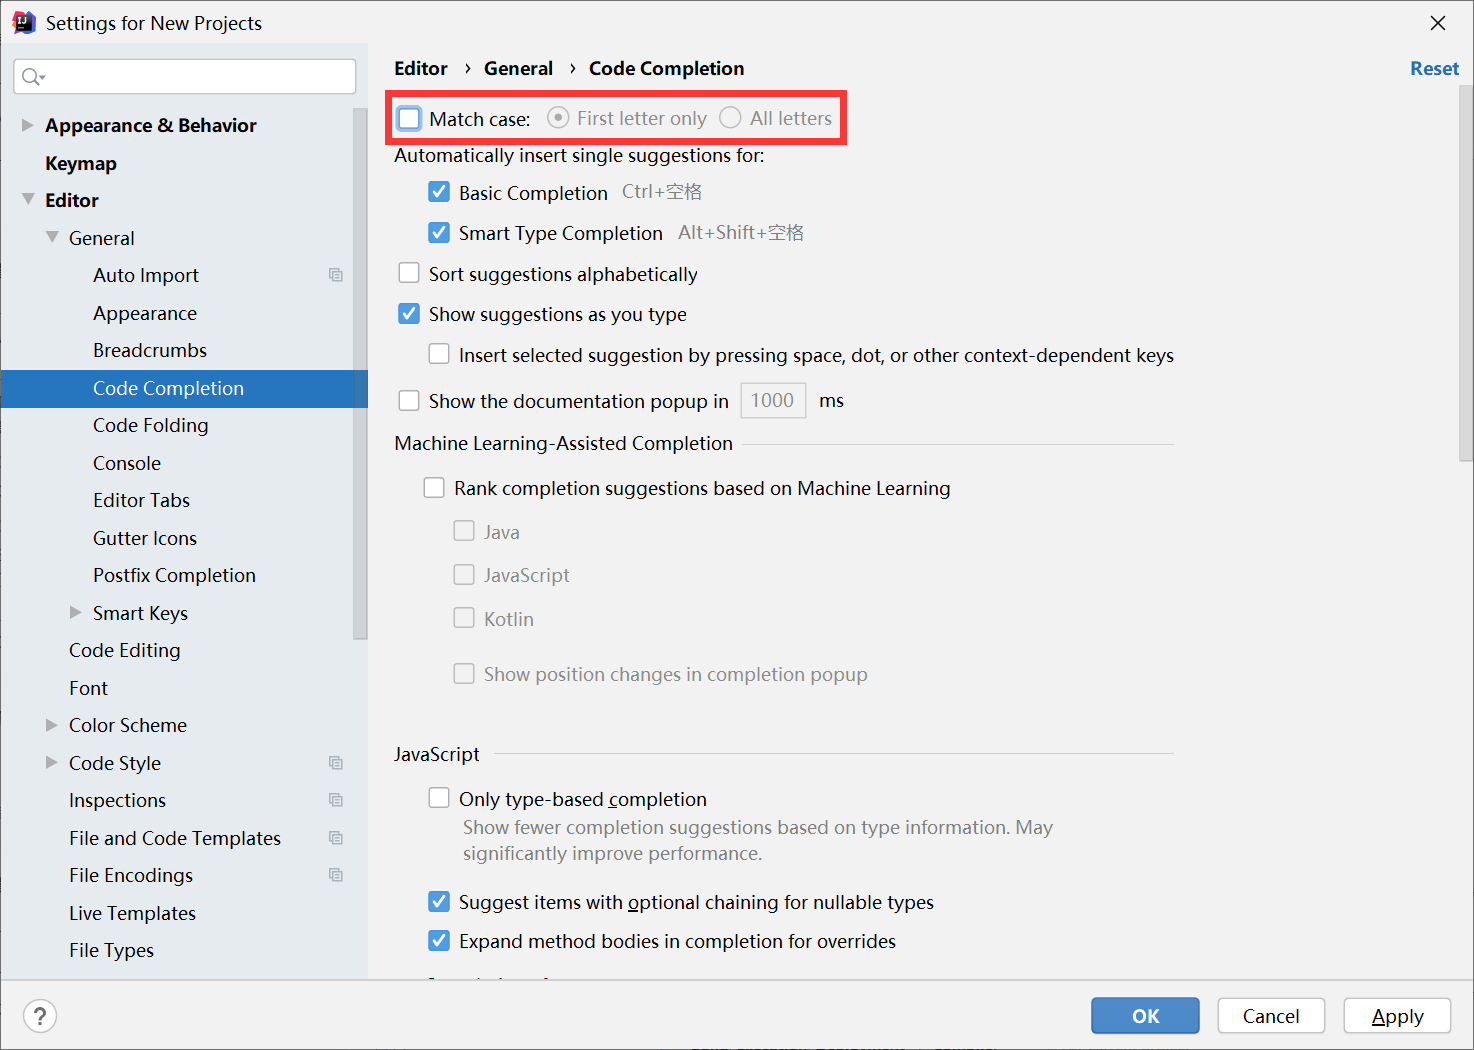 Settings for New Projects
Editor › General › Code Completion
Reset
Appearance & Behavior
Keymap
Editor
General
Auto Import
Appearance
Breadcrumbs
Code Completion
Code Folding
Console
Editor Tabs
Gutter Icons
Postfix Completion
Smart Keys
Code Editing
Font
Color Scheme
Code Style
Inspections
File and Code Templates
File Encodings
Live Templates
File Types
Match case: First letter only All letters
Automatically insert single suggestions for:
Basic Completion Ctrl+空格
Smart Type Completion Alt+Shift+空格
Sort suggestions alphabetically
Show suggestions as you type
Insert selected suggestion by pressing space, dot, or other context-dependent keys
Show the documentation popup in 1000 ms
Machine Learning-Assisted Completion
Rank completion suggestions based on Machine Learning
Java
JavaScript
Kotlin
Show position changes in completion popup
JavaScript
Only type-based completion
Show fewer completion suggestions based on type information. May
significantly improve performance.
Suggest items with optional chaining for nullable types
Expand method bodies in completion for overrides
?
OK
Cancel
Apply